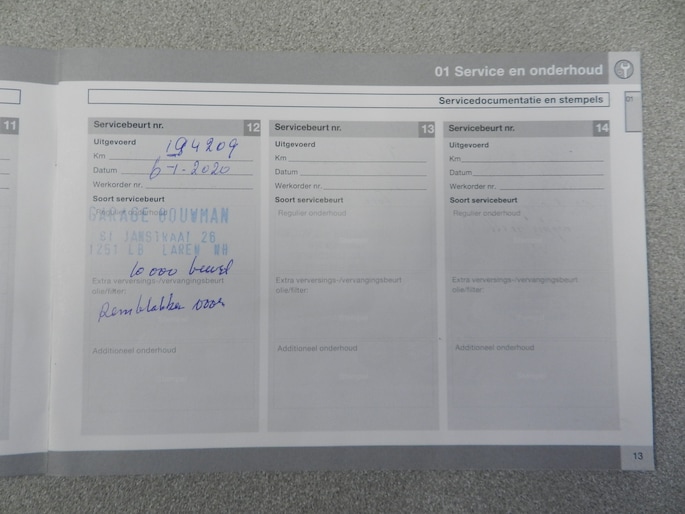 01 Service en onderhoud
01
Servicedocumentatie en stempels
11
Servicebeurt nr. 12
Uitgevoerd
Km 194209
Datum 6-1-2020
Werkorder nr.
Soort servicebeurt
Regulier onderhoud
GARAGE BOUWMAN
ST JANSTRAAT 26
1251 LB LAREN NH
10 000 beurt
Extra verversings-/vervangingsbeurt
olie/filter:
Remblokken voor
Additioneel onderhoud
Servicebeurt nr. 13
Uitgevoerd
Km
Datum
Werkorder nr.
Soort servicebeurt
Regulier onderhoud
Extra verversings-/vervangingsbeurt
olie/filter:
Additioneel onderhoud
Servicebeurt nr. 14
Uitgevoerd
Km
Datum
Werkorder nr.
Soort servicebeurt
Regulier onderhoud
Extra verversings-/vervangingsbeurt
olie/filter:
Additioneel onderhoud
13